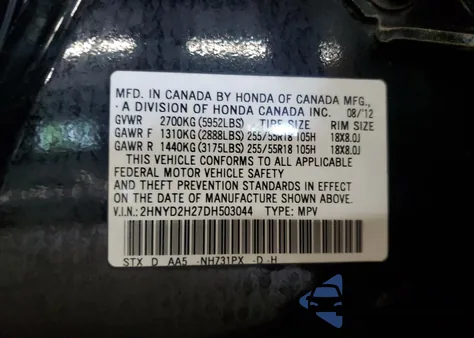 MFD. IN CANADA BY HONDA OF CANADA MFG.,
· A DIVISION OF HONDA CANADA INC. 08/'12
GVWR 2700KG (5952LBS) TIRE SIZE RIM SIZE
GAWR F 1310KG (2888LBS) 255/55R18 105H 18X8.0J
GAWR R 1440KG (3175LBS) 255/55R18 105H 18X8.0J
THIS VEHICLE CONFORMS TO ALL APPLICABLE
FEDERAL MOTOR VEHICLE SAFETY
AND THEFT PREVENTION STANDARDS IN EFFECT
ON THE DATE OF MANUFACTURE SHOWN ABOVE.
V.I.N.: 2HNYD2H27DH503044 TYPE: MPV
STX D AA5 -NH731PX -D -H